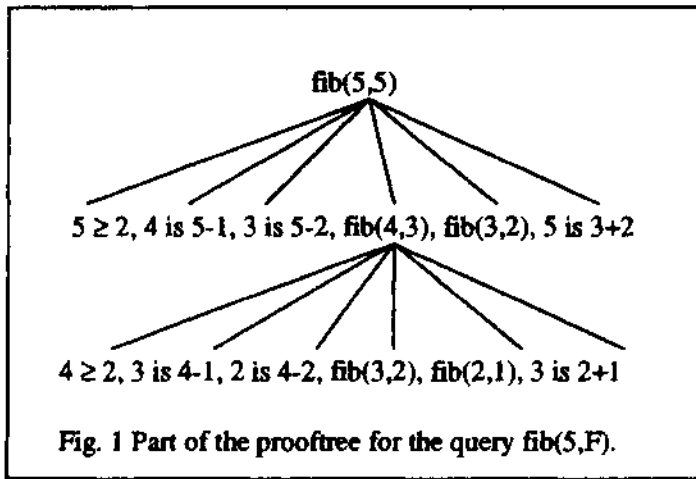 fib(5,5)
5 ≥ 2, 4 is 5-1, 3 is 5-2, fib(4,3), fib(3,2), 5 is 3+2
4 ≥ 2, 3 is 4-1, 2 is 4-2, fib(3,2), fib(2,1), 3 is 2+1
Fig. 1 Part of the prooftree for the query fib(5,F).